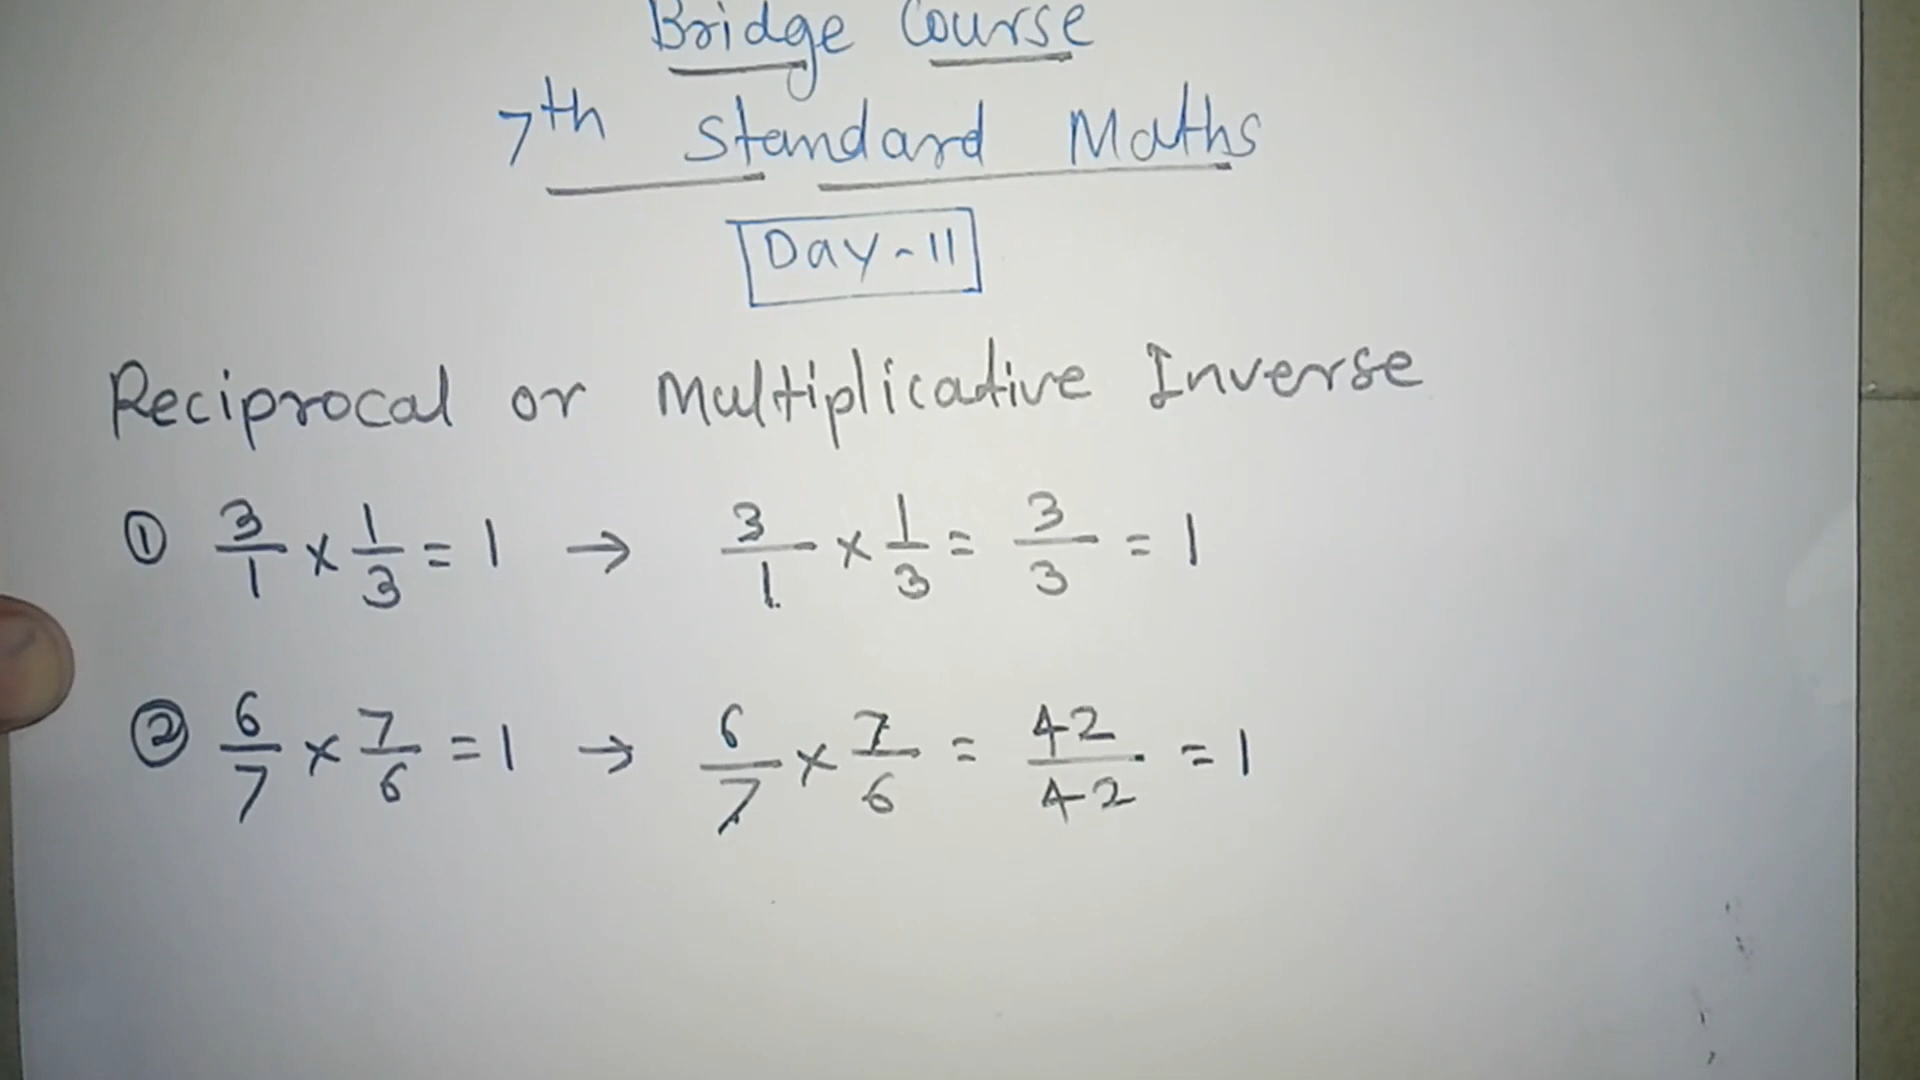 Bridge Course
7th Standard Maths
Day-11
Reciprocal or Multiplicative Inverse
① 3/1 × 1/3 = 1 → 3/1 × 1/3 = 3/3 = 1
② 6/7 × 7/6 = 1 → 6/7 × 7/6 = 42/42 = 1